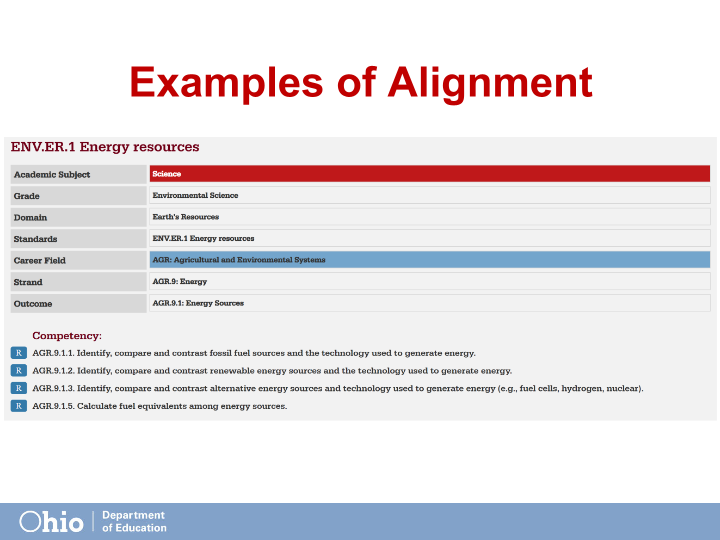 Examples of Alignment
ENV.ER.1 Energy resources
Academic Subject Science
Grade Environmental Science
Domain Earth's Resources
Standards ENV.ER.1 Energy resources
Career Field AGR: Agricultural and Environmental Systems
Strand AGR.9: Energy
Outcome AGR.9.1: Energy Sources
Competency:
R AGR.9.1.1. Identify, compare and contrast fossil fuel sources and the technology used to generate energy.
R AGR.9.1.2. Identify, compare and contrast renewable energy sources and the technology used to generate energy.
R AGR.9.1.3. Identify, compare and contrast alternative energy sources and technology used to generate energy (e.g., fuel cells, hydrogen, nuclear).
R AGR.9.1.5. Calculate fuel equivalents among energy sources.
Ohio
Department
of Education